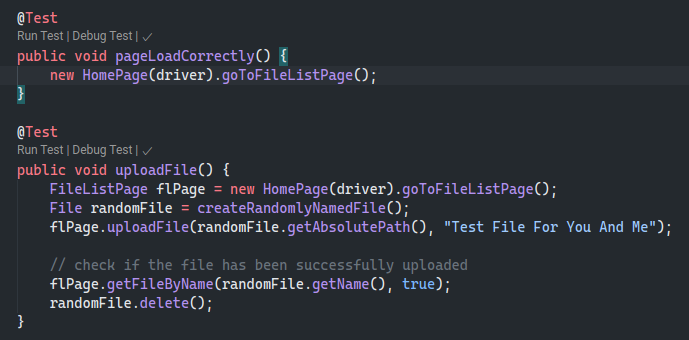 @Test
Run Test | Debug Test | ✓
public void pageLoadCorrectly() {
    new HomePage(driver).goToFileListPage();
}
@Test
Run Test | Debug Test | ✓
public void uploadFile() {
    FileListPage flPage = new HomePage(driver).goToFileListPage();
    File randomFile = createRandomlyNamedFile();
    flPage.uploadFile(randomFile.getAbsolutePath(), "Test File For You And Me");
    // check if the file has been successfully uploaded
    flPage.getFileByName(randomFile.getName(), true);
    randomFile.delete();
}